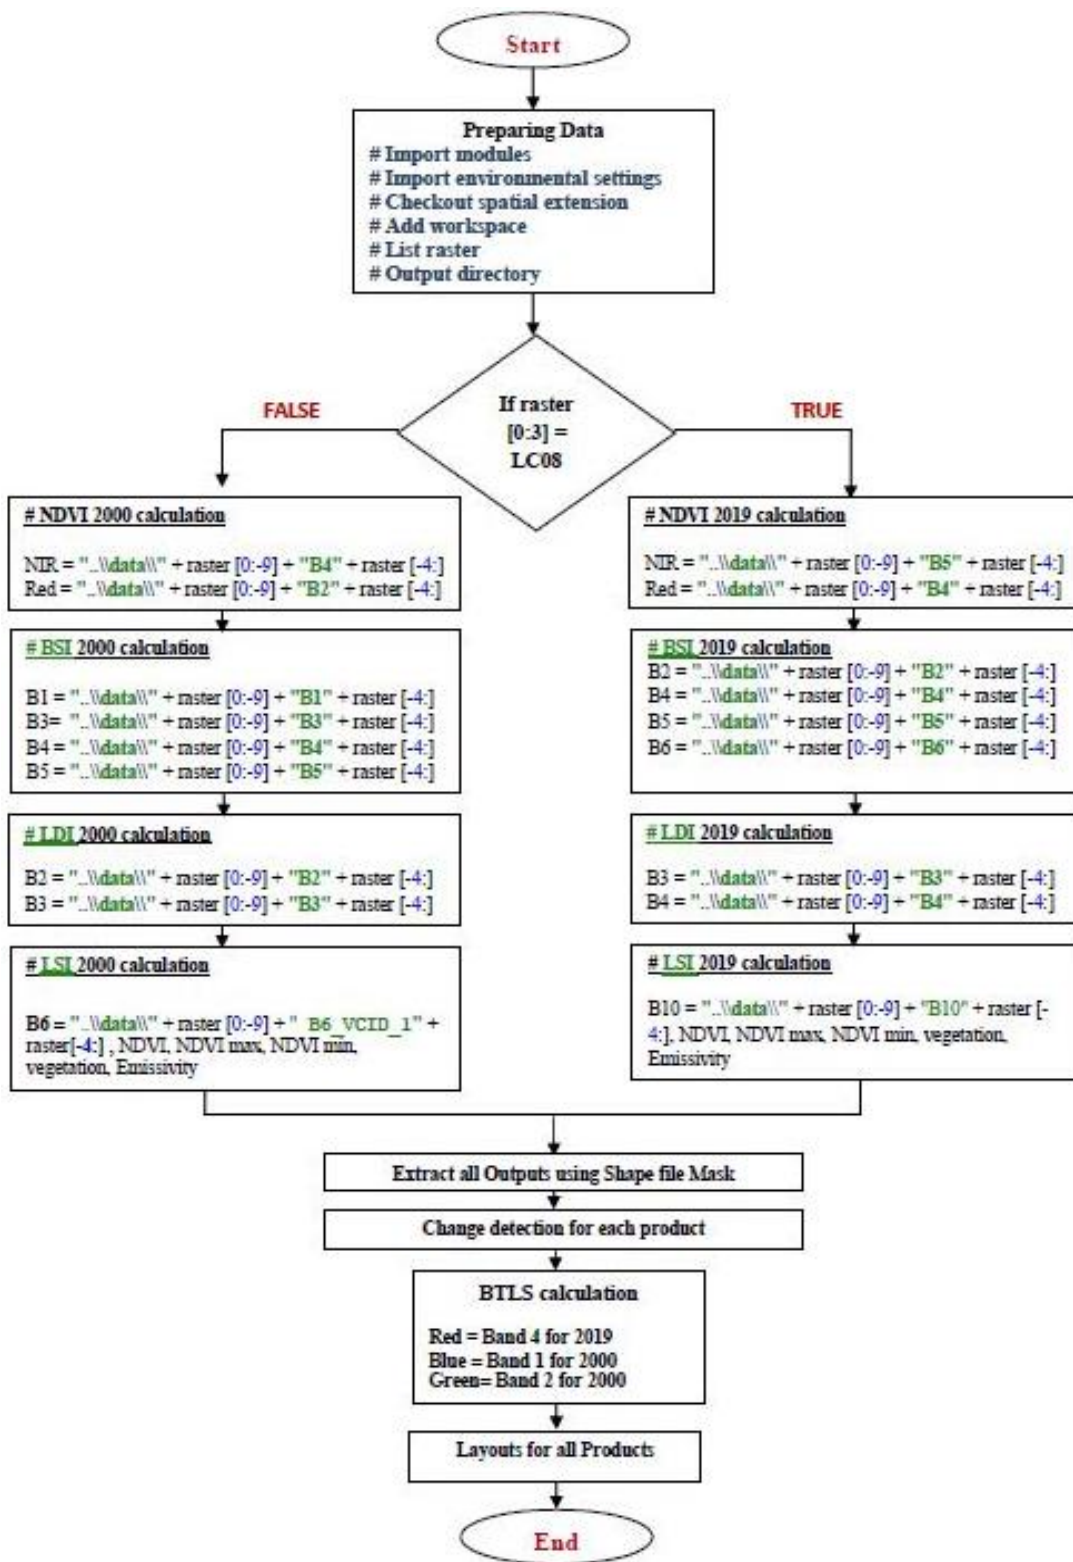 Start
Preparing Data
# Import modules
# Import environmental settings
# Checkout spatial extension
# Add workspace
# List raster
# Output directory
If raster
[0:3] =
LC08
FALSE
TRUE
# NDVI 2000 calculation
NIR = "..\\data\\" + raster [0:-9] + "B4" + raster [-4:]
Red = "..\\data\\" + raster [0:-9] + "B2" + raster [-4:]
# BSI 2000 calculation
B1 = "..\\data\\" + raster [0:-9] + "B1" + raster [-4:]
B3= "..\\data\\" + raster [0:-9] + "B3" + raster [-4:]
B4 = "..\\data\\" + raster [0:-9] + "B4" + raster [-4:]
B5 = "..\\data\\" + raster [0:-9] + "B5" + raster [-4:]
# LDI 2000 calculation
B2 = "..\\data\\" + raster [0:-9] + "B2" + raster [-4:]
B3 = "..\\data\\" + raster [0:-9] + "B3" + raster [-4:]
# LSI 2000 calculation
B6 = "..\\data\\" + raster [0:-9] + "_B6_VCID_1" +
raster[-4:] , NDVI, NDVI max, NDVI min,
vegetation, Emissivity
# NDVI 2019 calculation
NIR = "..\\data\\" + raster [0:-9] + "B5" + raster [-4:]
Red = "..\\data\\" + raster [0:-9] + "B4" + raster [-4:]
# BSI 2019 calculation
B2 = "..\\data\\" + raster [0:-9] + "B2" + raster [-4:]
B4 = "..\\data\\" + raster [0:-9] + "B4" + raster [-4:]
B5 = "..\\data\\" + raster [0:-9] + "B5" + raster [-4:]
B6 = "..\\data\\" + raster [0:-9] + "B6" + raster [-4:]
# LDI 2019 calculation
B3 = "..\\data\\" + raster [0:-9] + "B3" + raster [-4:]
B4 = "..\\data\\" + raster [0:-9] + "B4" + raster [-4:]
# LSI 2019 calculation
B10 = "..\\data\\" + raster [0:-9] + "B10" + raster [-
4:], NDVI, NDVI max, NDVI min, vegetation,
Emissivity
Extract all Outputs using Shape file Mask
Change detection for each product
BTLS calculation
Red = Band 4 for 2019
Blue = Band 1 for 2000
Green= Band 2 for 2000
Layouts for all Products
End